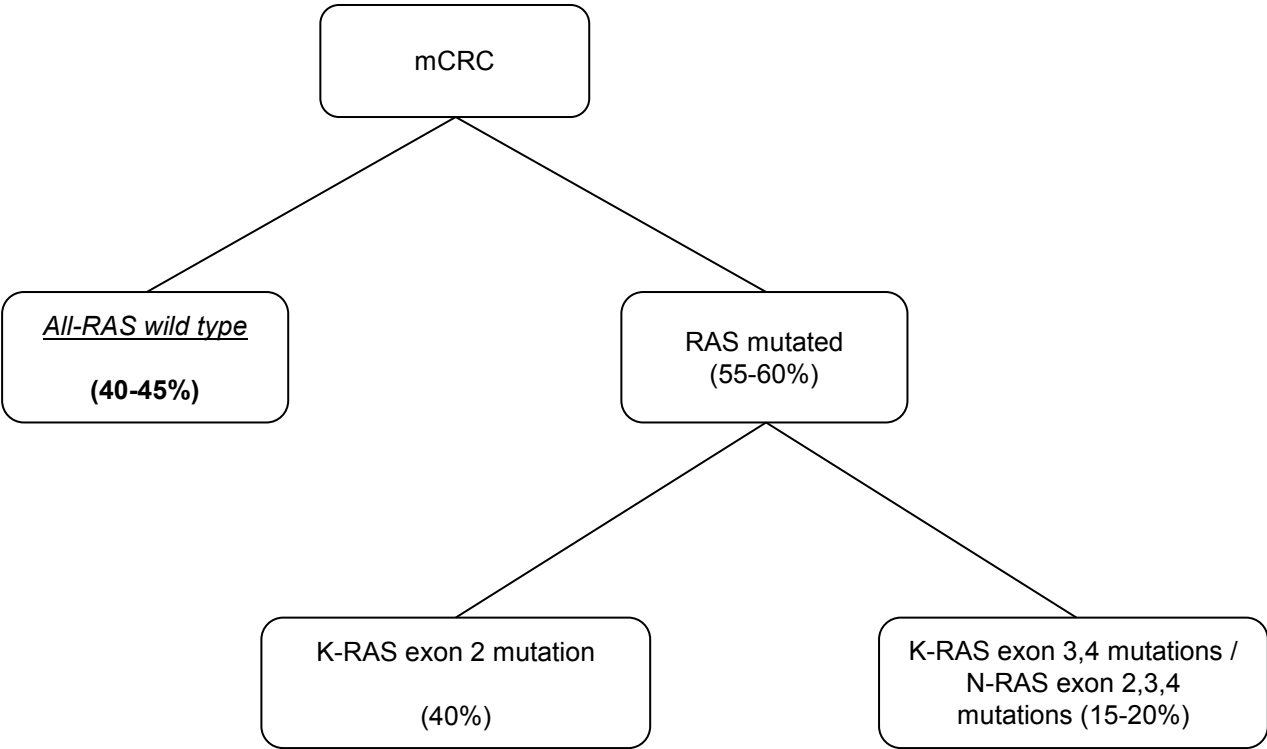 mCRC
All-RAS wild type
(40-45%)
RAS mutated
(55-60%)
K-RAS exon 2 mutation
(40%)
K-RAS exon 3,4 mutations /
N-RAS exon 2,3,4
mutations (15-20%)